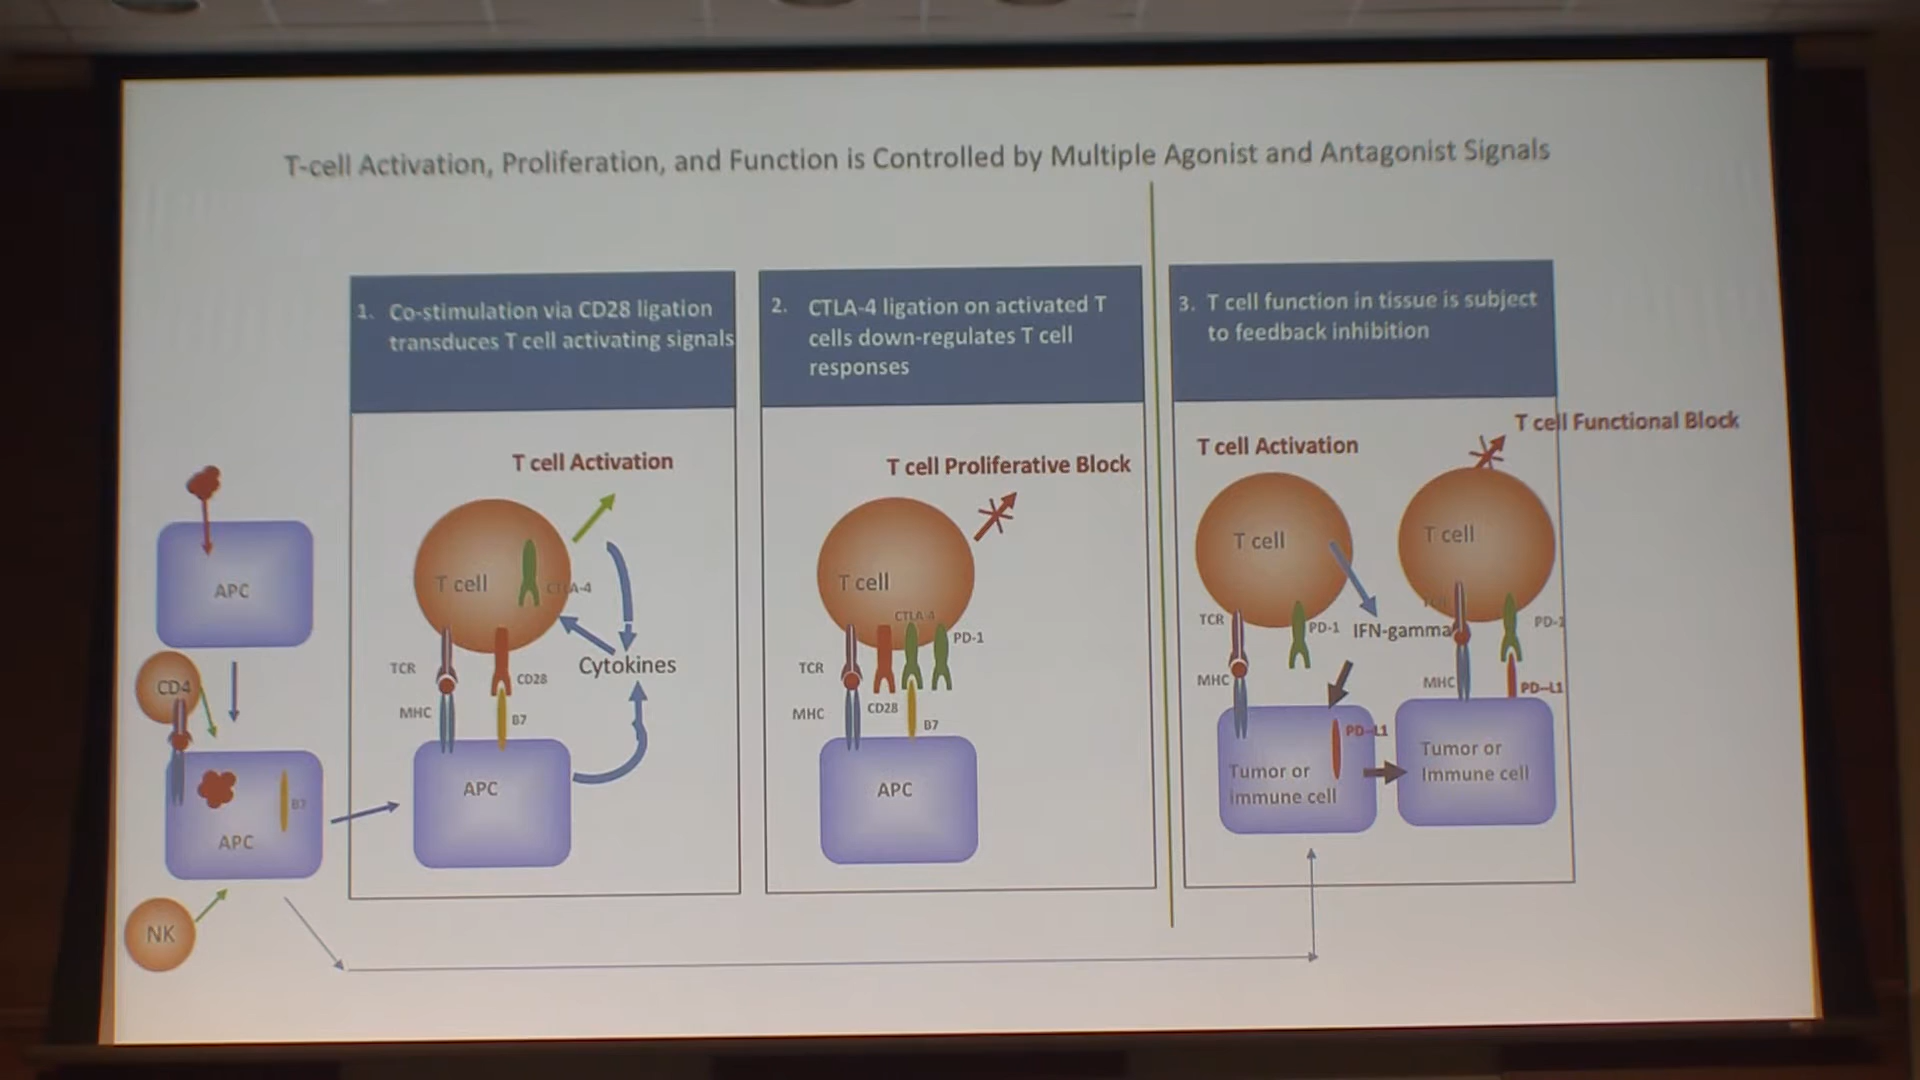 T-cell Activation, Proliferation, and Function is Controlled by Multiple Agonist and Antagonist Signals
1. Co-stimulation via CD28 ligation
transduces T cell activating signals
2. CTLA-4 ligation on activated T
cells down-regulates T cell
responses
3. T cell function in tissue is subject
to feedback inhibition
APC
CD4
B7
APC
NK
T cell Activation
T cell
CTLA-4
TCR
CD28
Cytokines
MHC
B7
APC
T cell Proliferative Block
T cell
CTLA-4
PD-1
TCR
CD28
MHC
B7
APC
T cell Activation
T cell Functional Block
T cell
T cell
TCR
PD-1
IFN-gamma
TCR
PD-1
MHC
MHC
PD-L1
PD-L1
Tumor or
immune cell
Tumor or
Immune cell